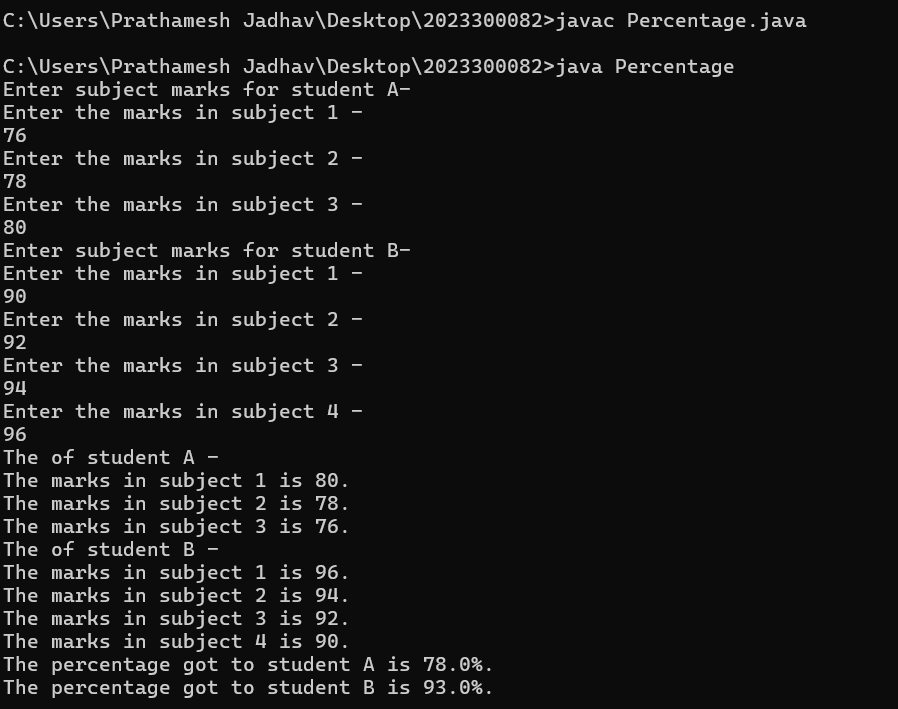 C:\Users\Prathamesh Jadhav\Desktop\2023300082>javac Percentage.java
C:\Users\Prathamesh Jadhav\Desktop\2023300082>java Percentage
Enter subject marks for student A-
Enter the marks in subject 1 -
76
Enter the marks in subject 2 -
78
Enter the marks in subject 3 -
80
Enter subject marks for student B-
Enter the marks in subject 1 -
90
Enter the marks in subject 2 -
92
Enter the marks in subject 3 -
94
Enter the marks in subject 4 -
96
The of student A -
The marks in subject 1 is 80.
The marks in subject 2 is 78.
The marks in subject 3 is 76.
The of student B -
The marks in subject 1 is 96.
The marks in subject 2 is 94.
The marks in subject 3 is 92.
The marks in subject 4 is 90.
The percentage got to student A is 78.0%.
The percentage got to student B is 93.0%.